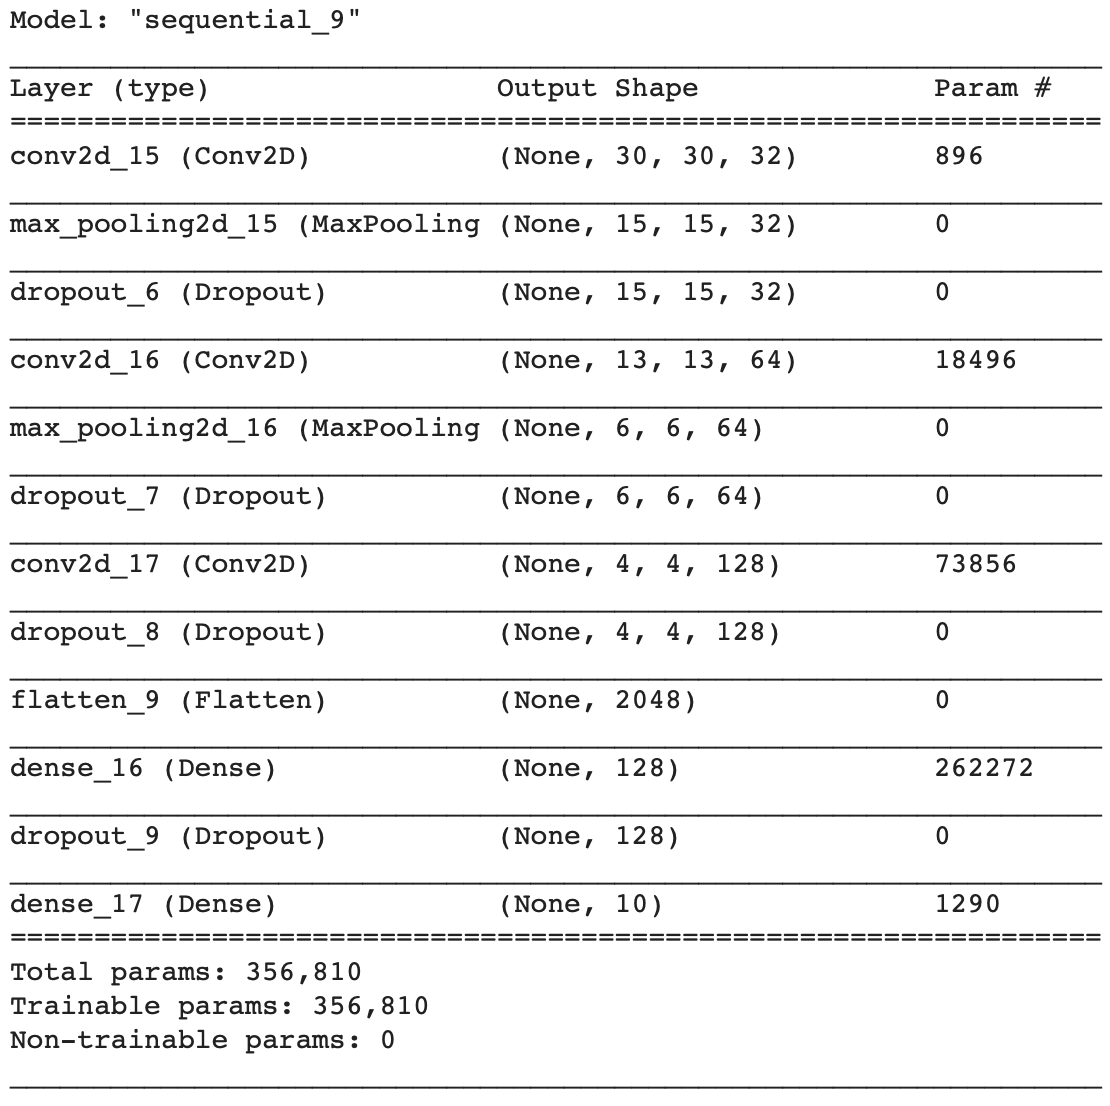 Model: "sequential_9"
Layer (type) Output Shape Param #
conv2d_15 (Conv2D) (None, 30, 30, 32) 896
max_pooling2d_15 (MaxPooling (None, 15, 15, 32) 0
dropout_6 (Dropout) (None, 15, 15, 32) 0
conv2d_16 (Conv2D) (None, 13, 13, 64) 18496
max_pooling2d_16 (MaxPooling (None, 6, 6, 64) 0
dropout_7 (Dropout) (None, 6, 6, 64) 0
conv2d_17 (Conv2D) (None, 4, 4, 128) 73856
dropout_8 (Dropout) (None, 4, 4, 128) 0
flatten_9 (Flatten) (None, 2048) 0
dense_16 (Dense) (None, 128) 262272
dropout_9 (Dropout) (None, 128) 0
dense_17 (Dense) (None, 10) 1290
Total params: 356,810
Trainable params: 356,810
Non-trainable params: 0